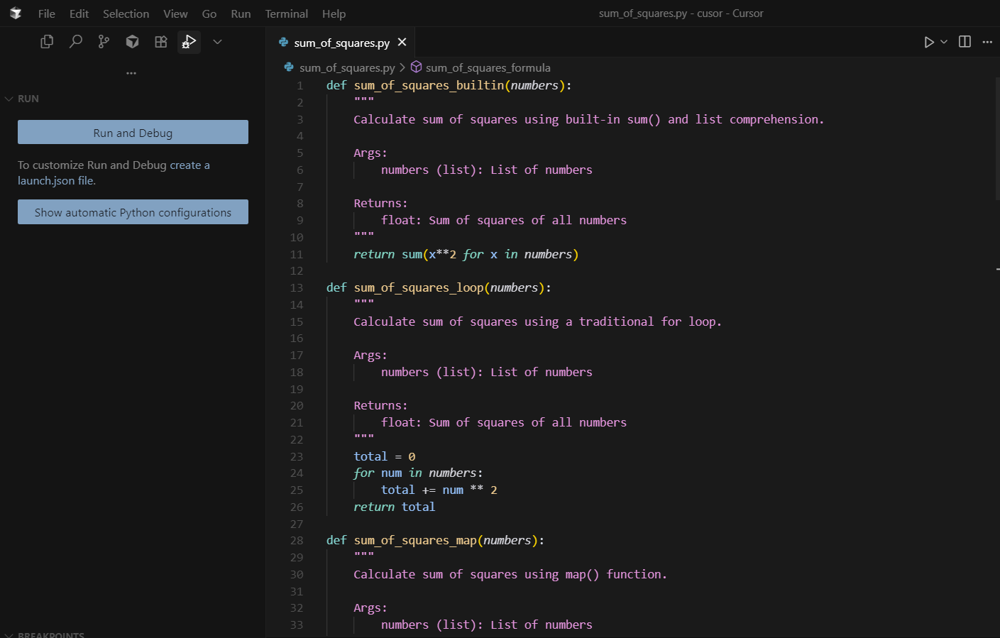 File Edit Selection View Go Run Terminal Help
sum_of_squares.py - cusor - Cursor
RUN
Run and Debug
To customize Run and Debug create a
launch.json file.
Show automatic Python configurations
BREAKPOINTS
sum_of_squares.py
sum_of_squares.py > sum_of_squares_formula
1 def sum_of_squares_builtin(numbers):
2 """
3 Calculate sum of squares using built-in sum() and list comprehension.
4
5 Args:
6 numbers (list): List of numbers
7
8 Returns:
9 float: Sum of squares of all numbers
10 """
11 return sum(x**2 for x in numbers)
12
13 def sum_of_squares_loop(numbers):
14 """
15 Calculate sum of squares using a traditional for loop.
16
17 Args:
18 numbers (list): List of numbers
19
20 Returns:
21 float: Sum of squares of all numbers
22 """
23 total = 0
24 for num in numbers:
25 total += num ** 2
26 return total
27
28 def sum_of_squares_map(numbers):
29 """
30 Calculate sum of squares using map() function.
31
32 Args:
33 numbers (list): List of numbers